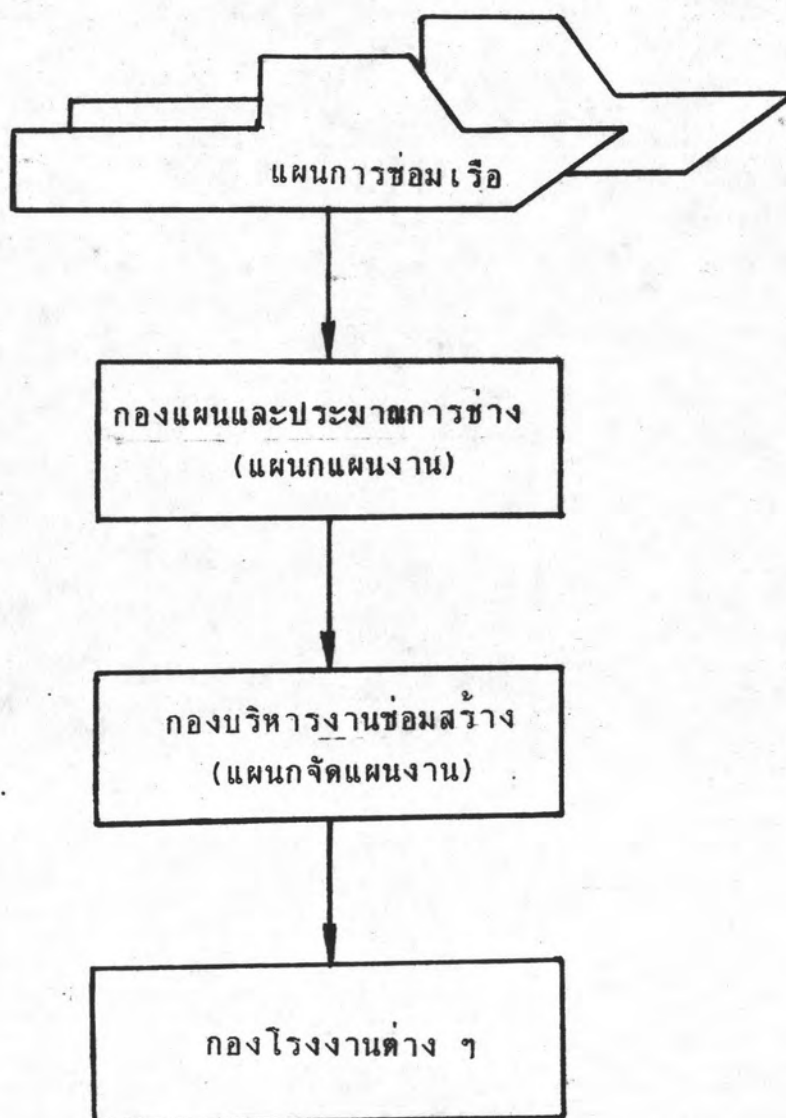 แผนการซ่อมเรือ
กองแผนและประมาณการช่าง
(แผนกแผนงาน)
กองบริหารงานซ่อมสร้าง
(แผนกจัดแผนงาน)
กองโรงงานต่าง ๆ